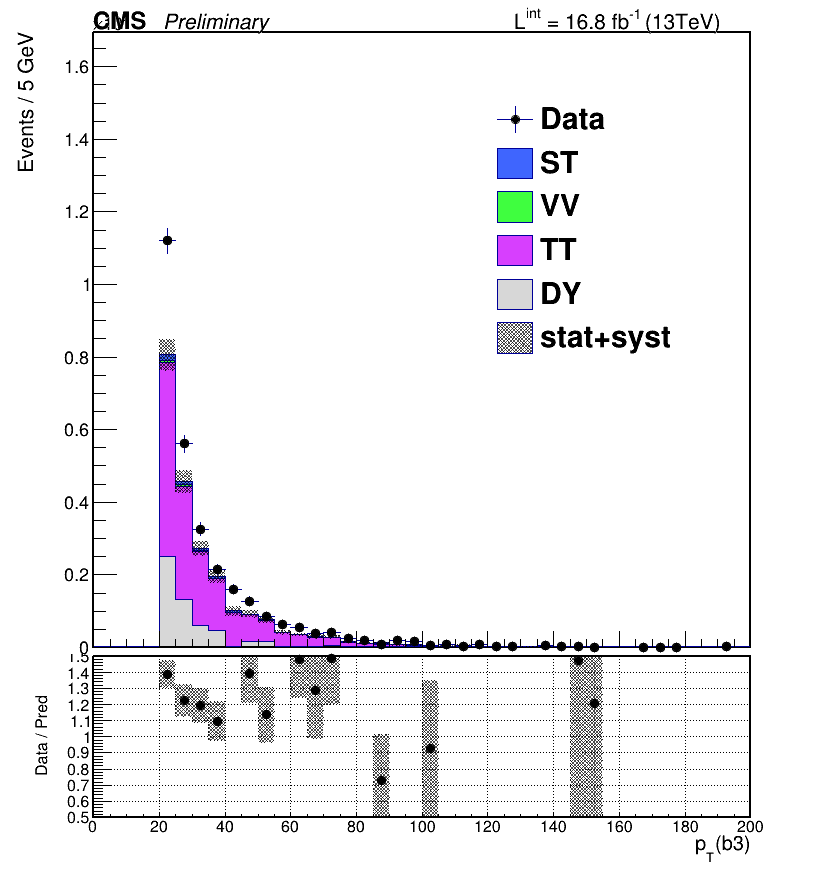 CMS Preliminary L^int = 16.8 fb^-1 (13TeV)
Events / 5 GeV
1.6
1.4
1.2
1
0.8
0.6
0.4
0.2
0
Data
ST
VV
TT
DY
stat+syst
Data / Pred
1.5
1.4
1.3
1.2
1.1
1
0.9
0.8
0.7
0.6
0.5
0 20 40 60 80 100 120 140 160 180 200
p_T(b3)